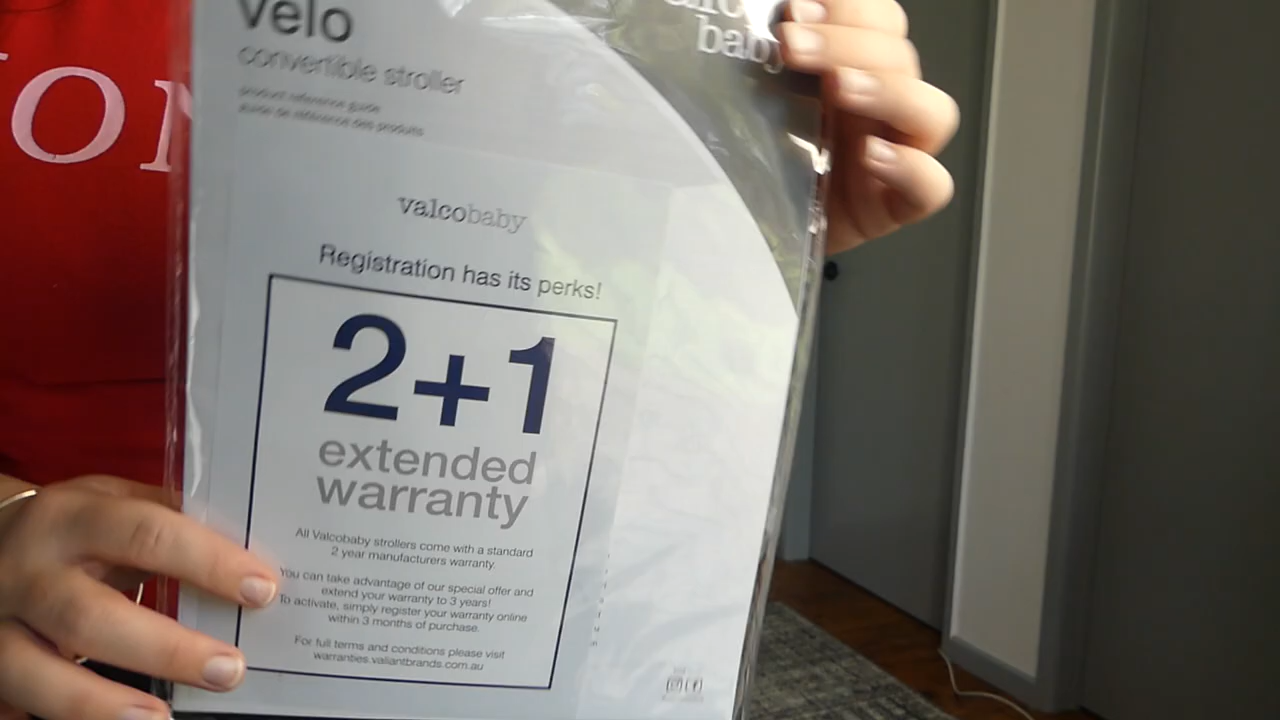 velo
convertible stroller
product reference guide
guide de référence des produits
baby
valcobaby
Registration has its perks!
2+1
extended
warranty
All Valcobaby strollers come with a standard
2 year manufacturers warranty.
You can take advantage of our special offer and
extend your warranty to 3 years!
To activate, simply register your warranty online
within 3 months of purchase.
For full terms and conditions please visit
warranties.valiantbrands.com.au